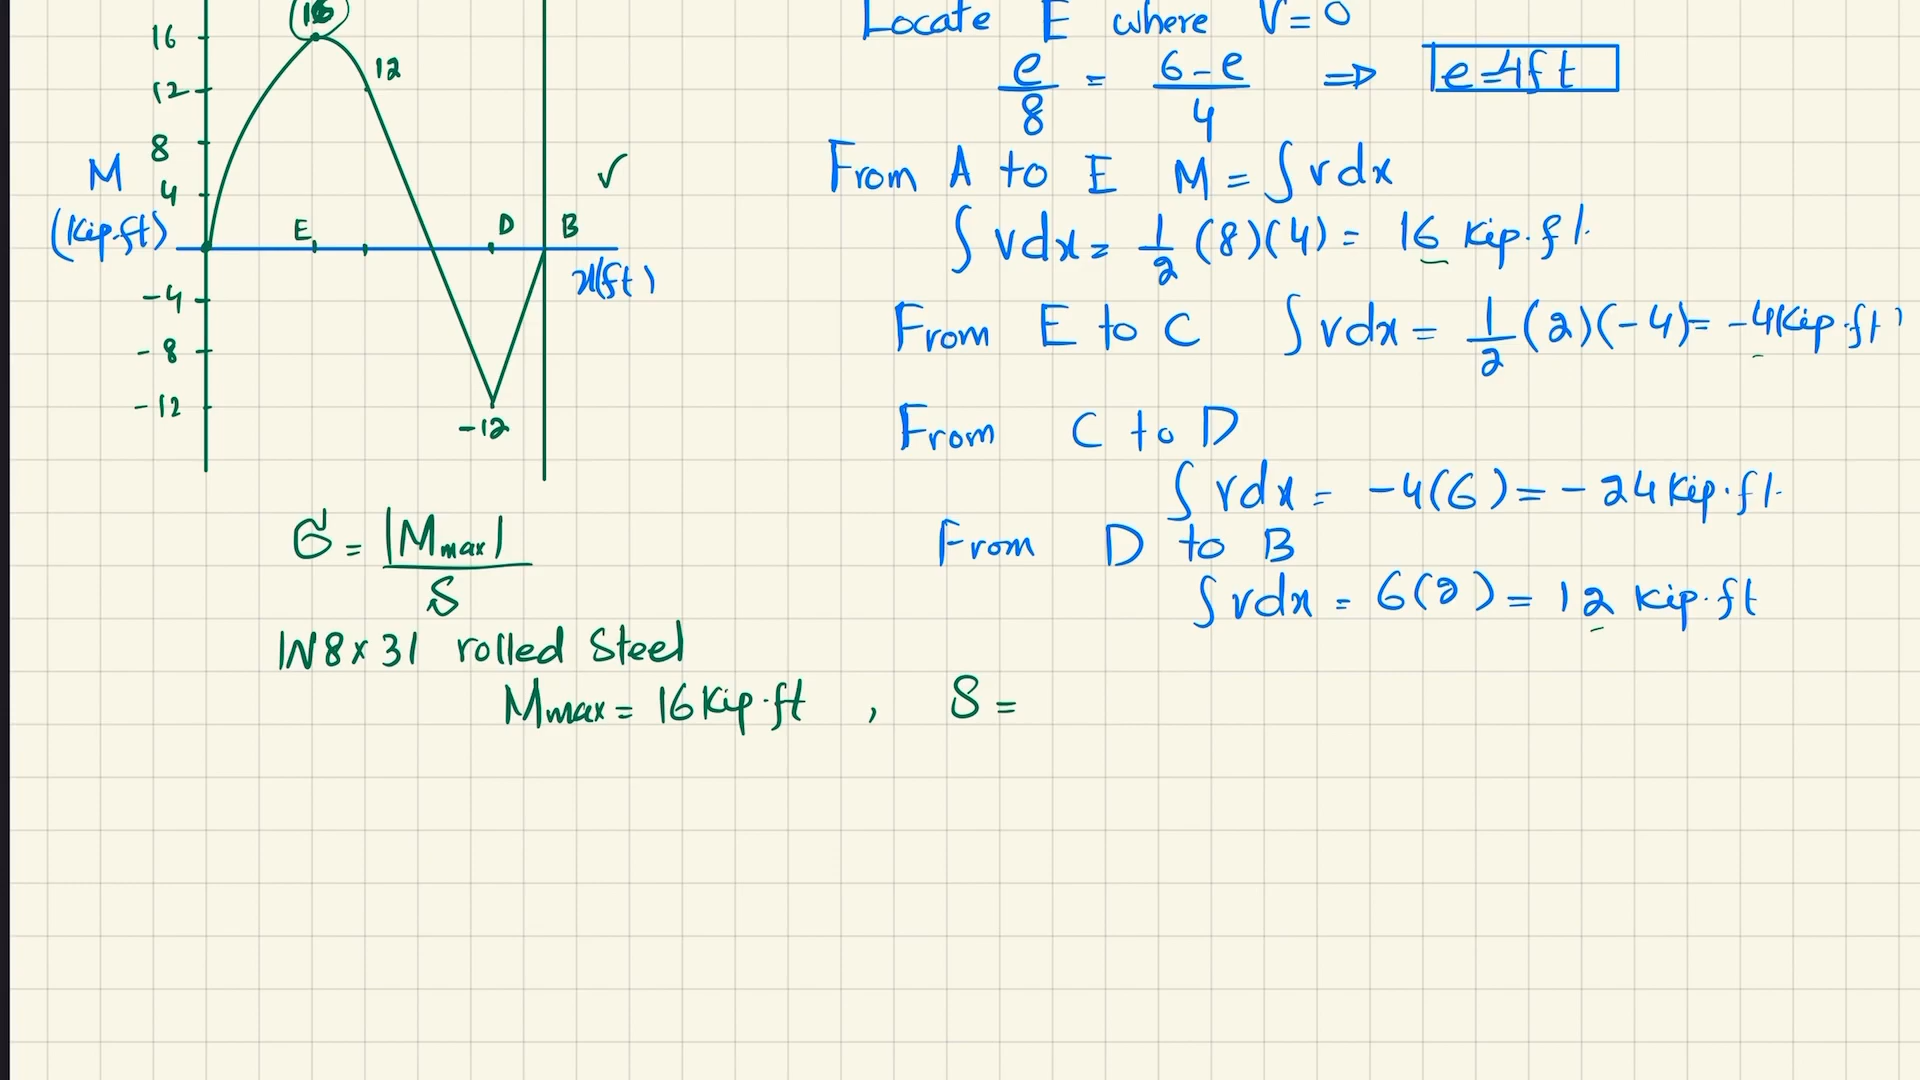 16
16
12
12
8
M
4
(Kip.ft)
E
D
B
x(ft)
-4
-8
-12
-12
V
Locate E where V=0
e/8 = (6-e)/4 ⇒ e=4ft
From A to E M = ∫vdx
∫vdx = 1/2 (8)(4) = 16 Kip.ft
From E to C ∫vdx = 1/2 (2)(-4) = -4Kip.ft
From C to D
∫vdx = -4(6) = -24 Kip.ft
From D to B
∫vdx = 6(2) = 12 Kip.ft
σ = |Mmax|/S
W8x31 rolled Steel
Mmax = 16 Kip.ft , S =